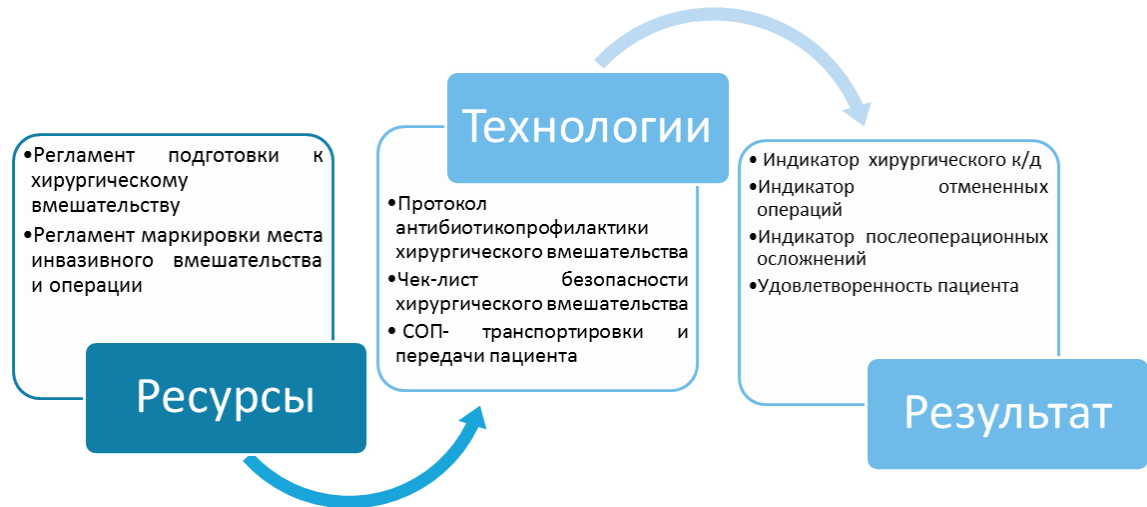 •Регламент подготовки к
хирургическому
вмешательству
•Регламент маркировки места
инвазивного вмешательства
и операции
Ресурсы
Технологии
•Протокол
антибиотикопрофилактики
хирургического вмешательства
•Чек-лист безопасности
хирургического вмешательства
• СОП- транспортировки и
передачи пациента
• Индикатор хирургического к/д
•Индикатор отмененных
операций
•Индикатор послеоперационных
осложнений
•Удовлетворенность пациента
Результат